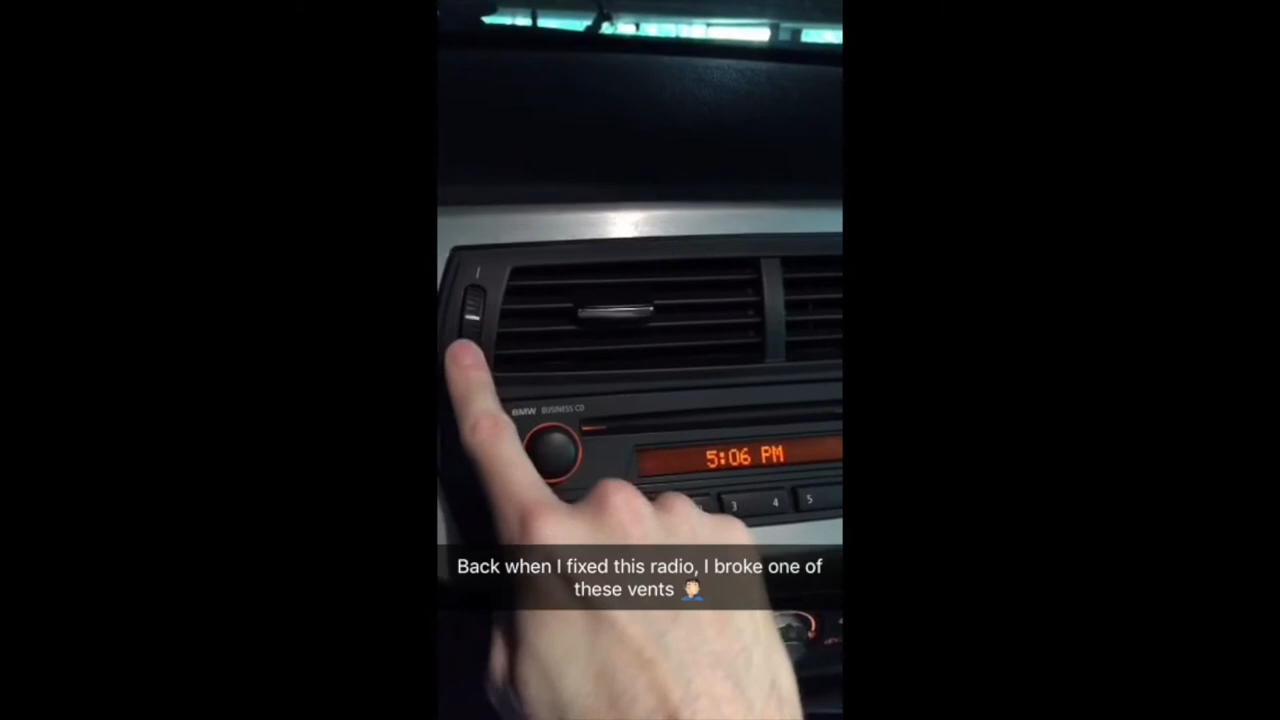 BMW BUSINESS CD
5:06 PM
3 4 5
Back when I fixed this radio, I broke one of
these vents 🤦🏻‍♂️